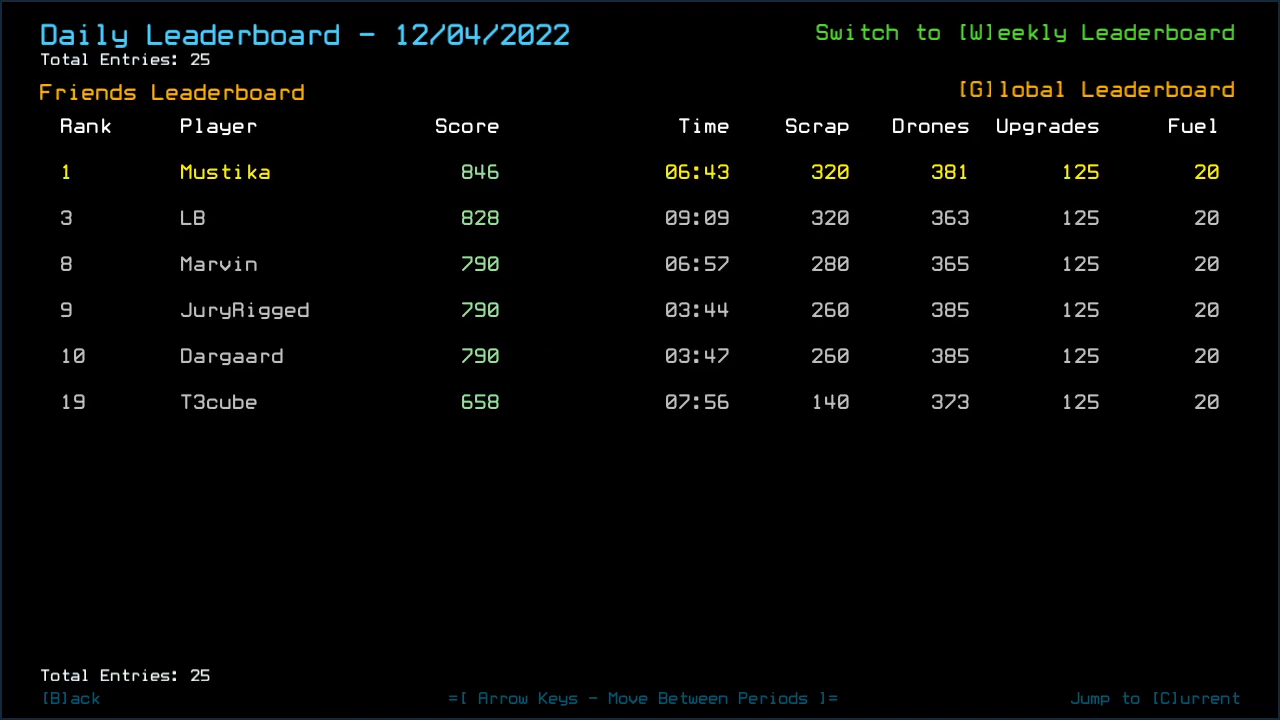 Daily Leaderboard - 12/04/2022 Switch to [W]eekly Leaderboard
Total Entries: 25
Friends Leaderboard [G]lobal Leaderboard
Rank Player Score Time Scrap Drones Upgrades Fuel
1 Mustika 846 06:43 320 381 125 20
3 LB 828 09:09 320 363 125 20
8 Marvin 790 06:57 280 365 125 20
9 JuryRigged 790 03:44 260 385 125 20
10 Dargaard 790 03:47 260 385 125 20
19 T3cube 658 07:56 140 373 125 20
Total Entries: 25
[B]ack =[ Arrow Keys - Move Between Periods ]= Jump to [C]urrent